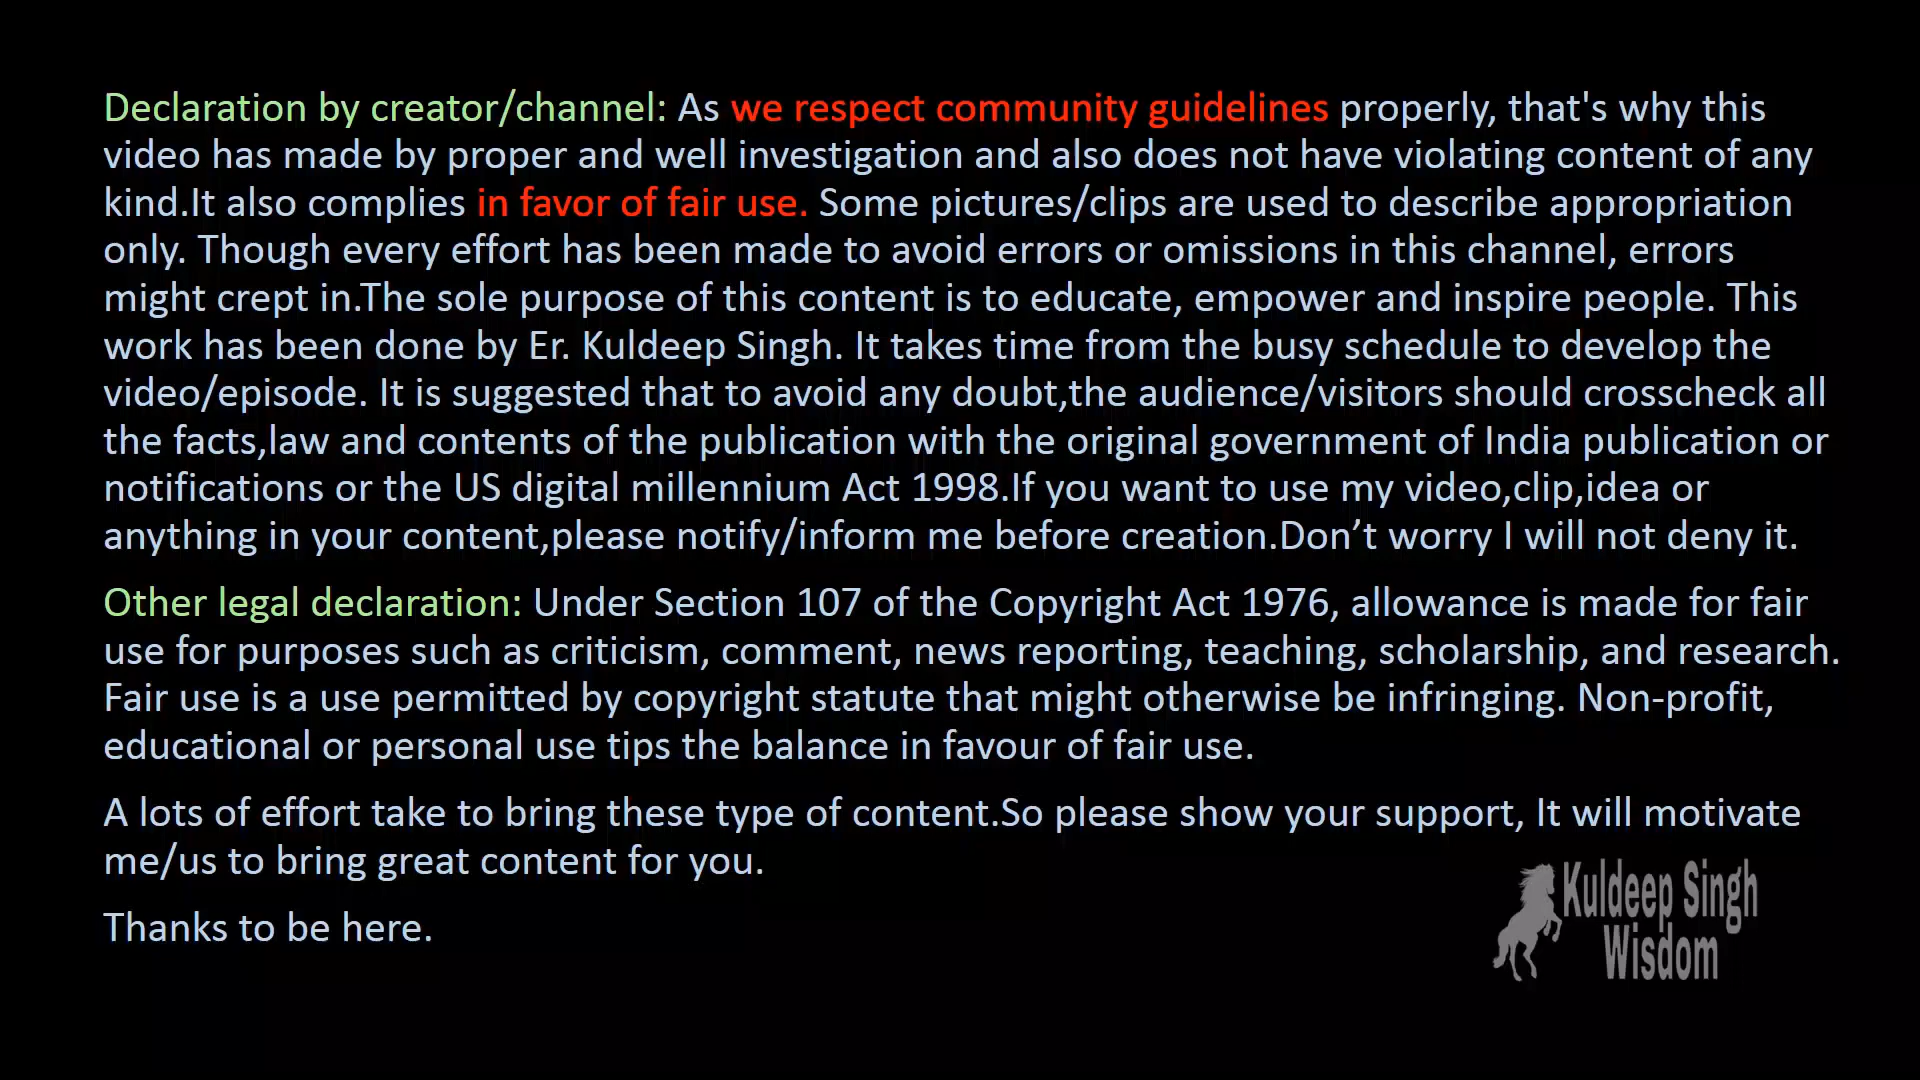 Declaration by creator/channel: As we respect community guidelines properly, that's why this
video has made by proper and well investigation and also does not have violating content of any
kind.It also complies in favor of fair use. Some pictures/clips are used to describe appropriation
only. Though every effort has been made to avoid errors or omissions in this channel, errors
might crept in.The sole purpose of this content is to educate, empower and inspire people. This
work has been done by Er. Kuldeep Singh. It takes time from the busy schedule to develop the
video/episode. It is suggested that to avoid any doubt,the audience/visitors should crosscheck all
the facts,law and contents of the publication with the original government of India publication or
notifications or the US digital millennium Act 1998.If you want to use my video,clip,idea or
anything in your content,please notify/inform me before creation.Don’t worry I will not deny it.
Other legal declaration: Under Section 107 of the Copyright Act 1976, allowance is made for fair
use for purposes such as criticism, comment, news reporting, teaching, scholarship, and research.
Fair use is a use permitted by copyright statute that might otherwise be infringing. Non-profit,
educational or personal use tips the balance in favour of fair use.
A lots of effort take to bring these type of content.So please show your support, It will motivate
me/us to bring great content for you.
Thanks to be here.
Kuldeep Singh
Wisdom